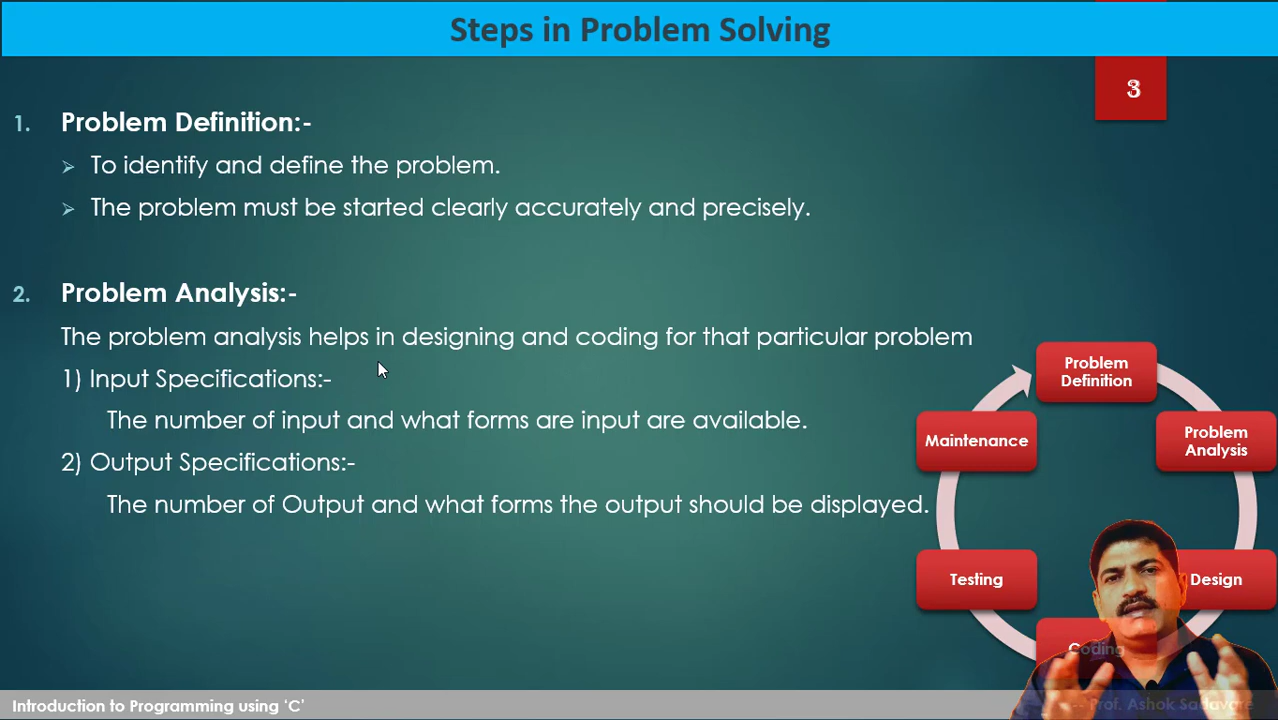 Steps in Problem Solving
3
1. Problem Definition:-
➢ To identify and define the problem.
➢ The problem must be started clearly accurately and precisely.
2. Problem Analysis:-
The problem analysis helps in designing and coding for that particular problem
1) Input Specifications:-
The number of input and what forms are input are available.
2) Output Specifications:-
The number of Output and what forms the output should be displayed.
Problem
Definition
Maintenance
Problem
Analysis
Testing
Design
Coding
Introduction to Programming using ‘C’
-- Prof. Ashok Sadavare